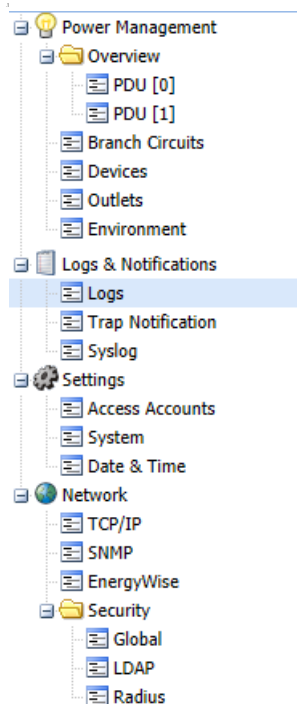 Power Management
Overview
PDU [0]
PDU [1]
Branch Circuits
Devices
Outlets
Environment
Logs & Notifications
Logs
Trap Notification
Syslog
Settings
Access Accounts
System
Date & Time
Network
TCP/IP
SNMP
EnergyWise
Security
Global
LDAP
Radius